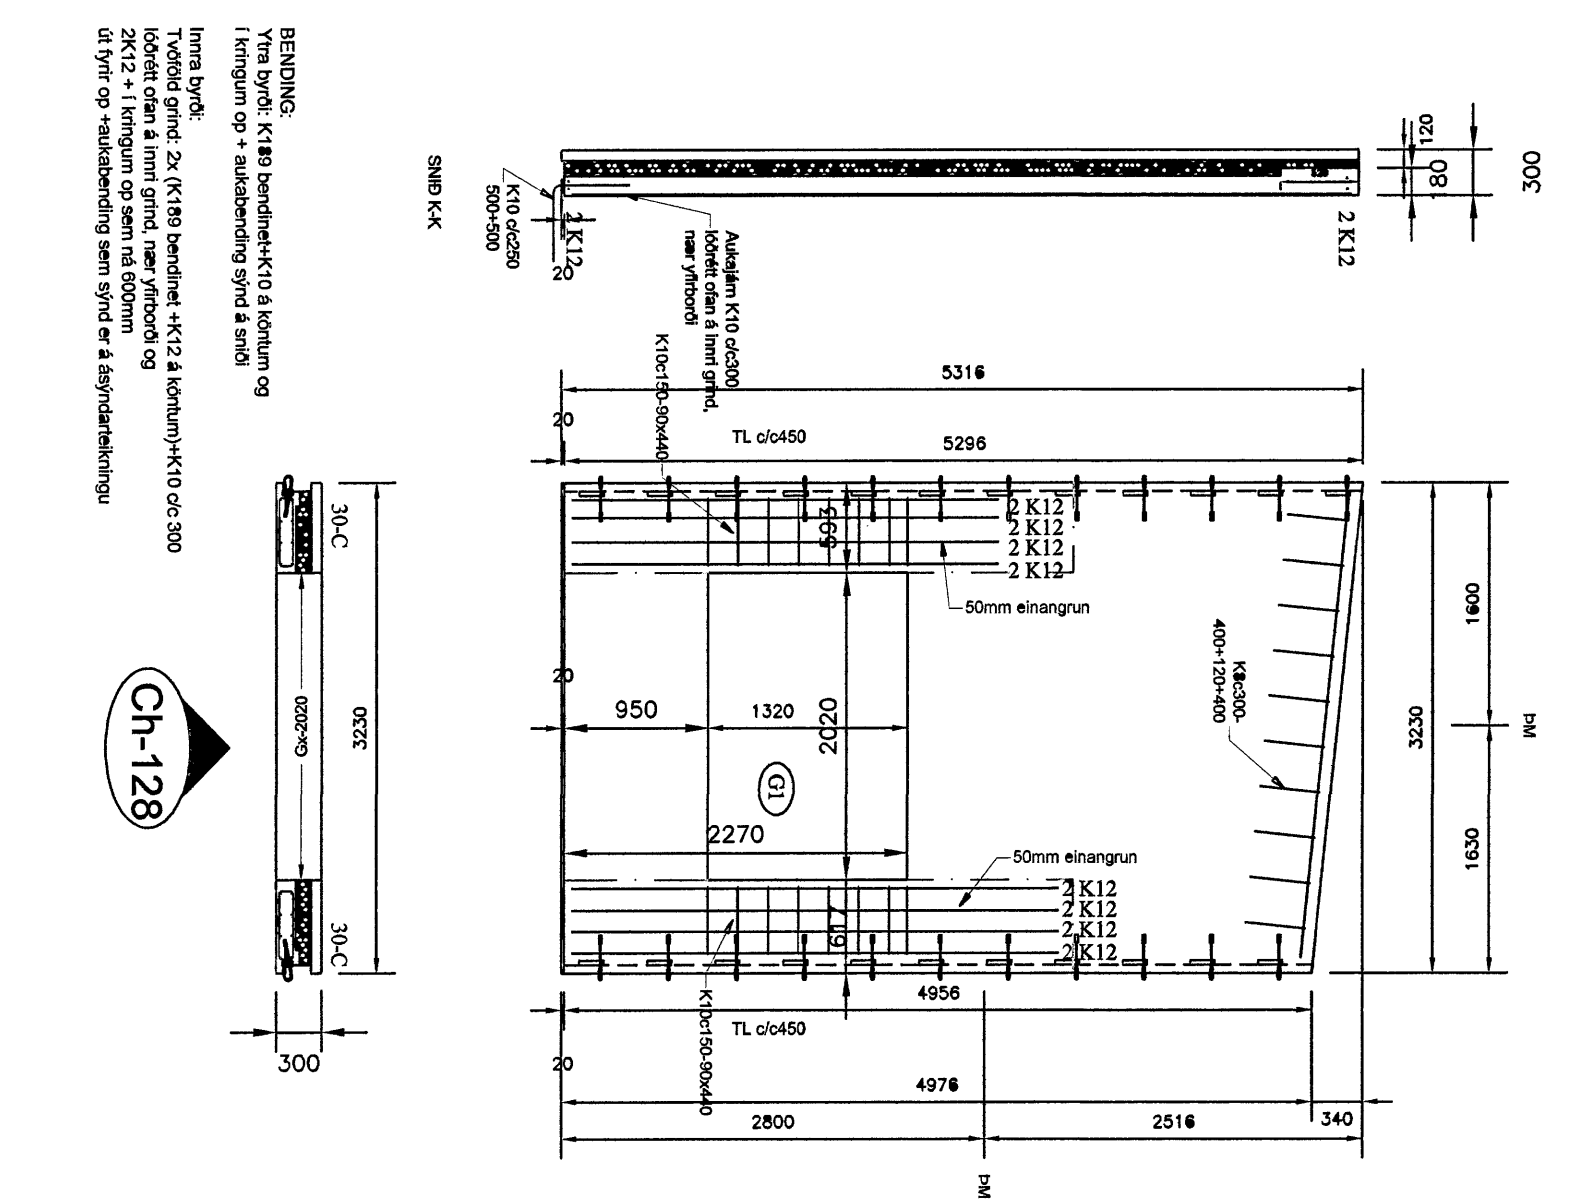 BENDING:
Ytra byrði: K189 bendinet+K10 á köntum og
í kringum op + aukabending sýnd á sniði
Innra byrði:
Tvöföld grind: 2x (K189 bendinet +K12 á köntum)+K10 c/c 300
lóðrétt ofan á innri grind, nær yfirborði og
2K12 + í kringum op sem ná 600mm
út fyrir op +aukabending sem sýnd er á ásýndarteikningu
SNIÐ K-K
K10 c/c250
500+500
2 K12
20
Aukajárn K10 c/c300
lóðrétt ofan á innri grind,
nær yfirborði
2 K12
120
180
300
5316
20
TL c/c450
5296
K10c150-90x440
593
2 K12
2 K12
2 K12
2 K12
50mm einangrun
20
950
1320
2020
G1
2270
K8c300-
400+120+400
50mm einangrun
2 K12
2 K12
2 K12
2 K12
617
K10c150-90x440
1600
3230
ÞM
1630
4956
TL c/c450
20
4976
2800
2516
340
ÞM
30-C
Gx-2020
3230
30-C
300
Ch-128